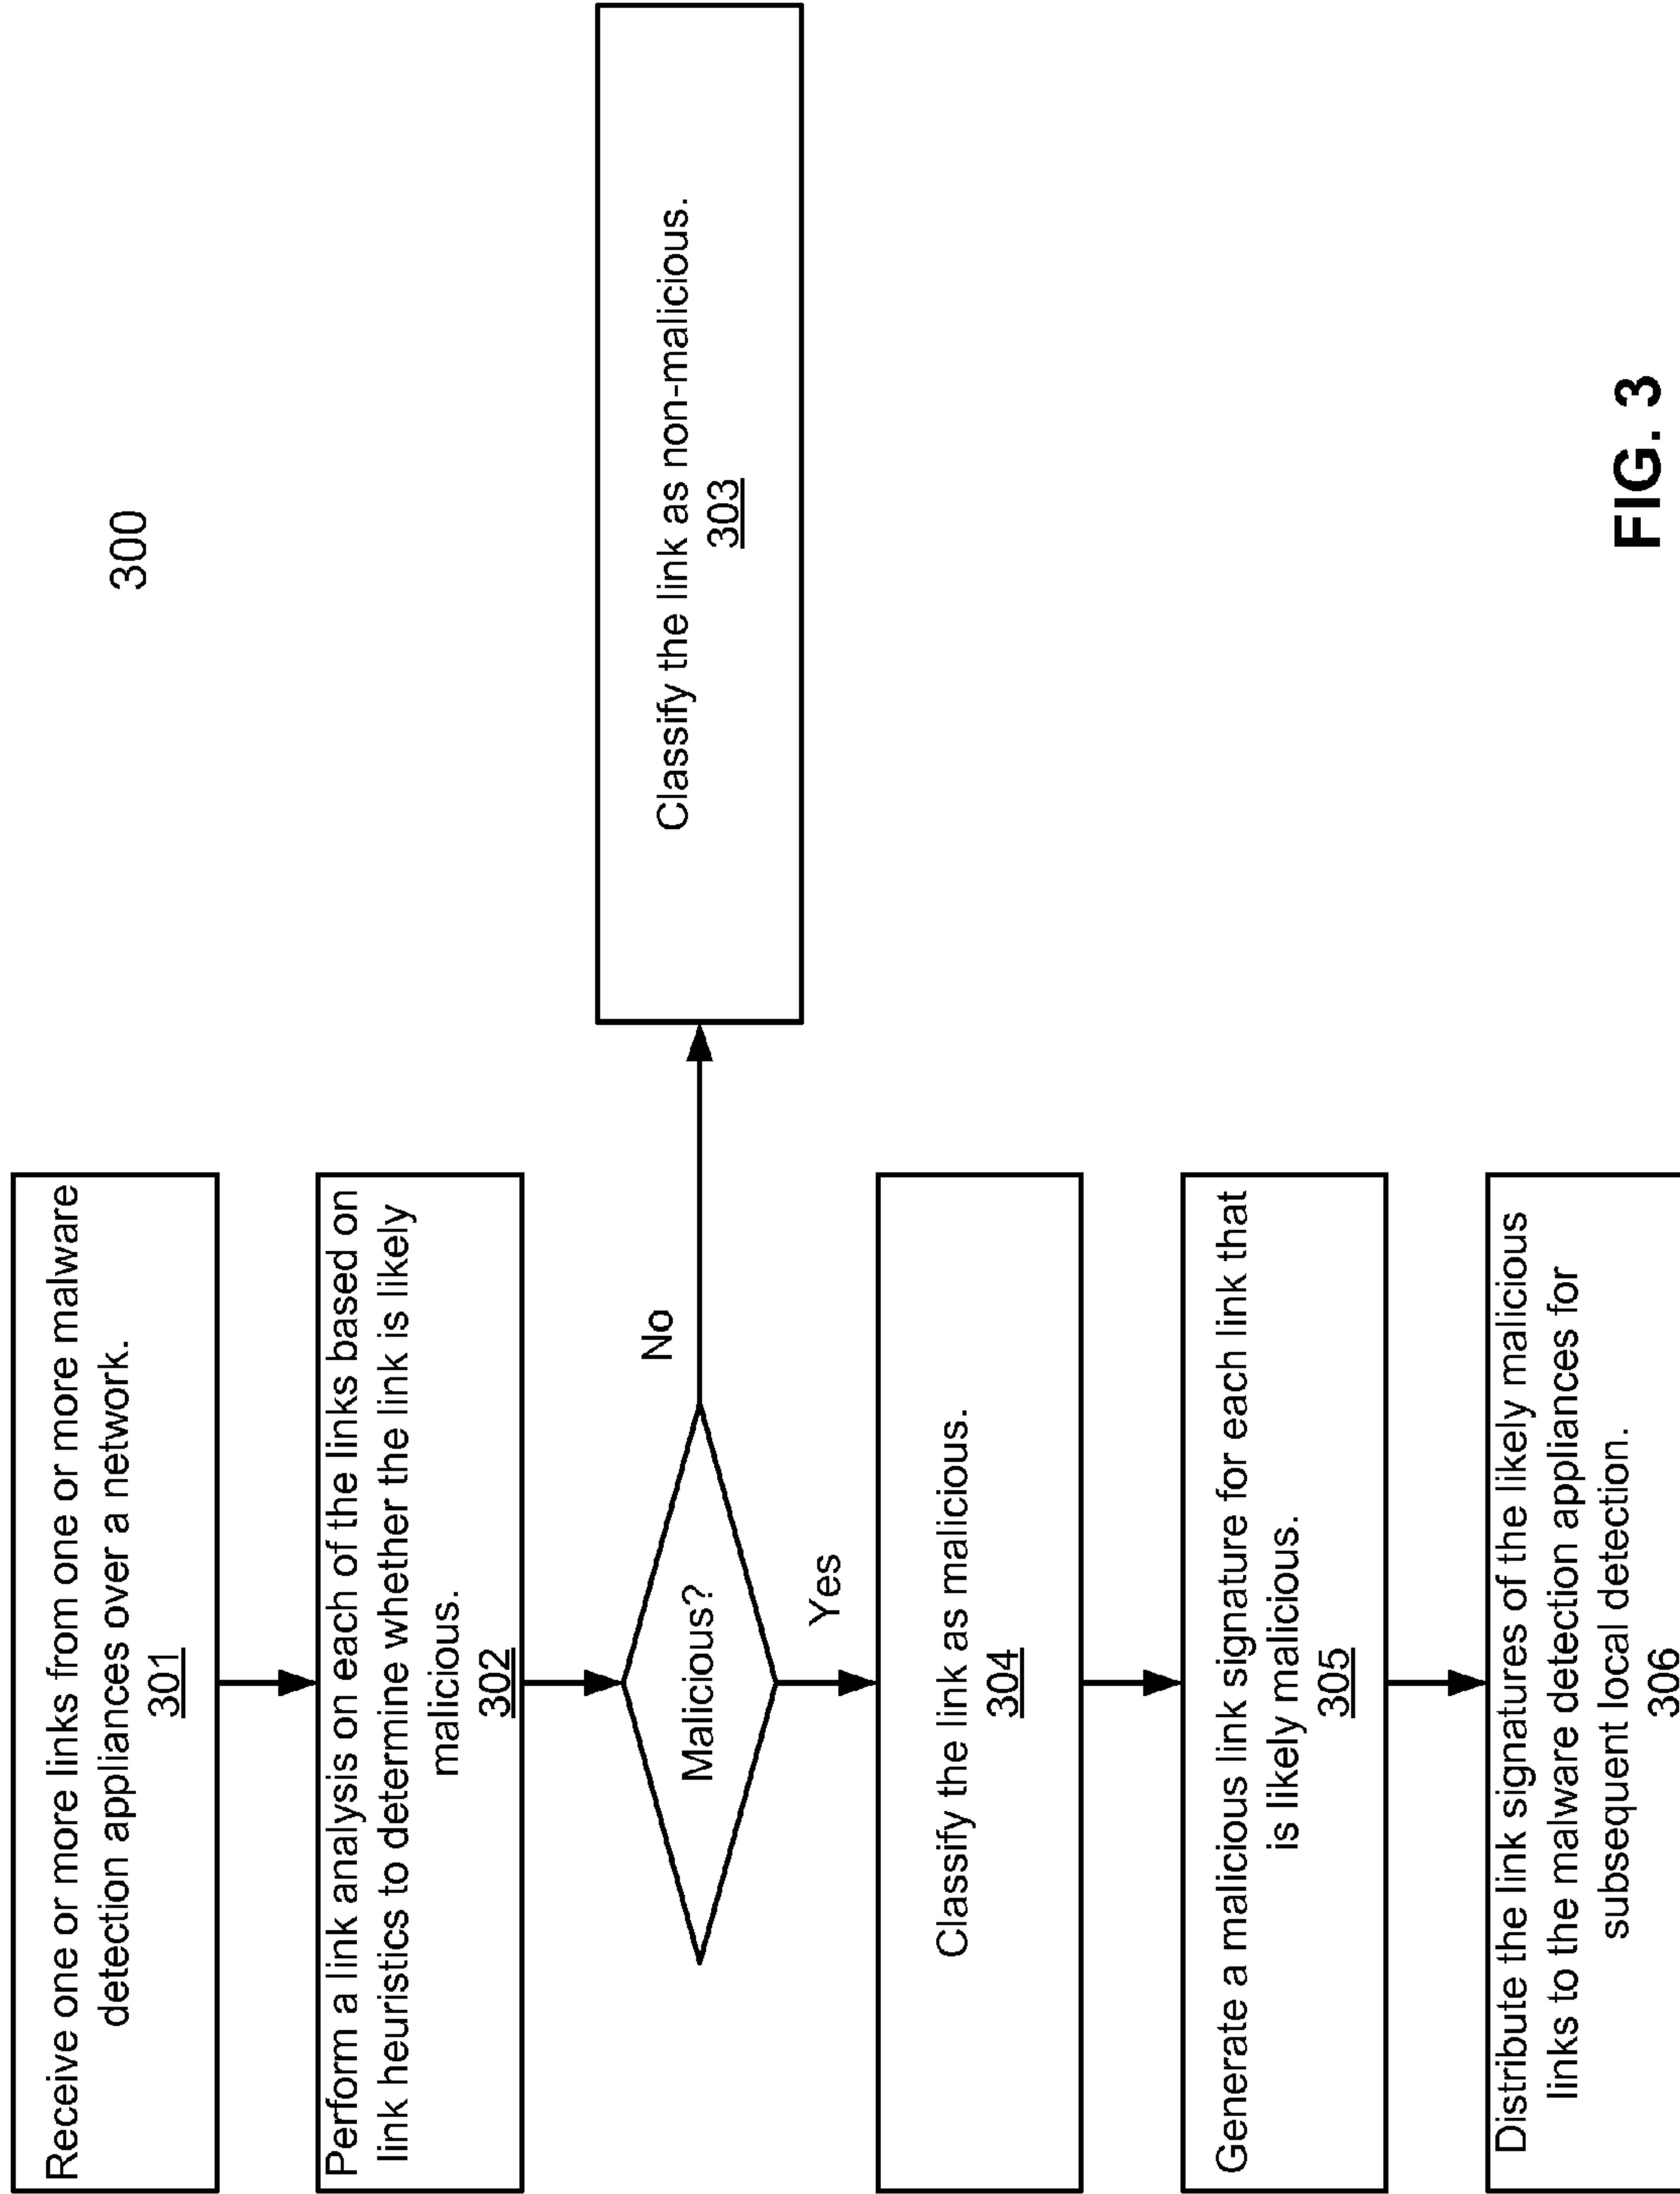 300
Receive one or more links from one or more malware
detection appliances over a network.
301
Perform a link analysis on each of the links based on
link heuristics to determine whether the link is likely
malicious.
302
Malicious?
No
Classify the link as non-malicious.
303
Yes
Classify the link as malicious.
304
Generate a malicious link signature for each link that
is likely malicious.
305
Distribute the link signatures of the likely malicious
links to the malware detection appliances for
subsequent local detection.
306
FIG. 3